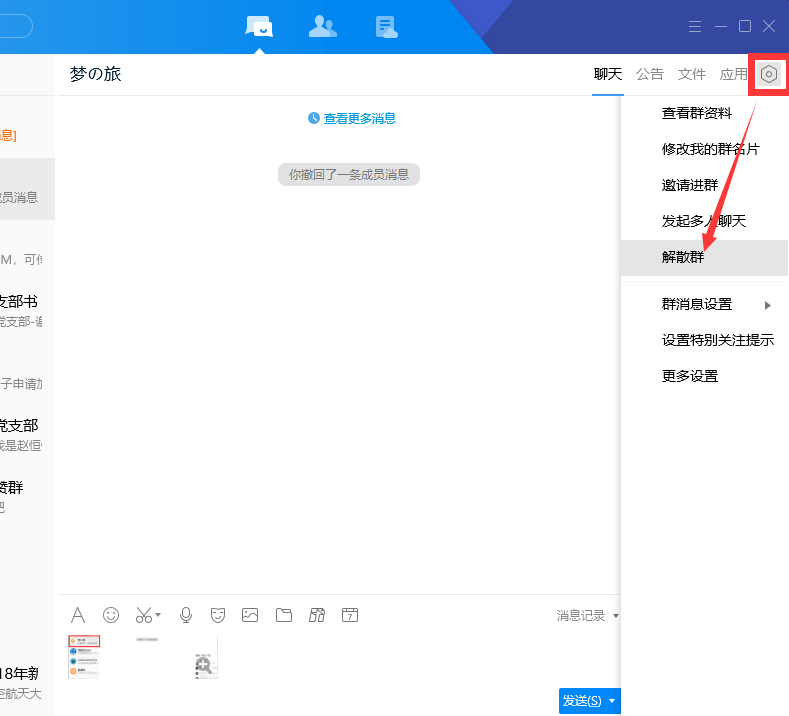 梦の旅
聊天 公告 文件 应用
息]
员消息
M，可传
支部书
党支部-谢
子申请加
党支部
我是赵恒
赞群
吧
18年新
空航天大
查看更多消息
你撤回了一条成员消息
查看群资料
修改我的群名片
邀请进群
发起多人聊天
解散群
群消息设置
设置特别关注提示
更多设置
7
消息记录
发送(S)